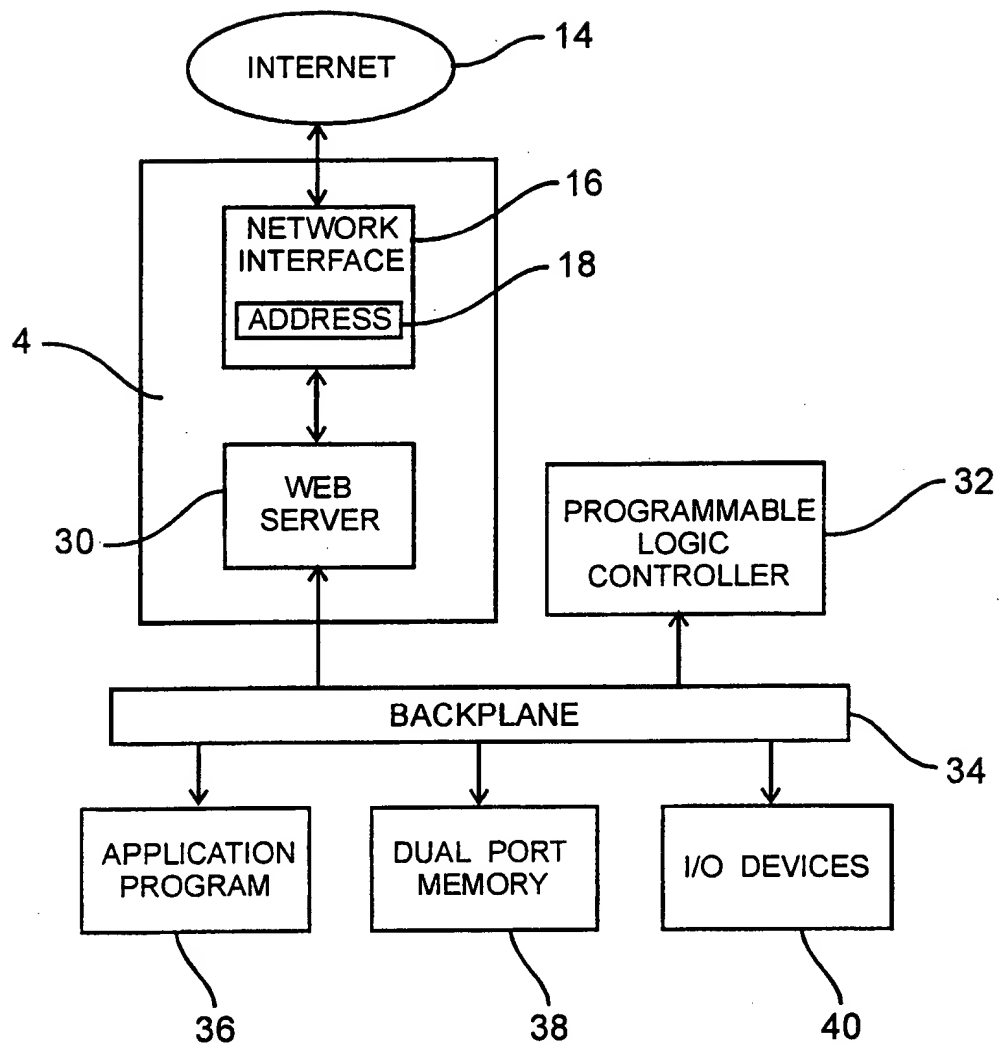 INTERNET
14
NETWORK
INTERFACE
16
ADDRESS
18
4
WEB
SERVER
30
PROGRAMMABLE
LOGIC
CONTROLLER
32
BACKPLANE
34
APPLICATION
PROGRAM
DUAL PORT
MEMORY
I/O DEVICES
36
38
40